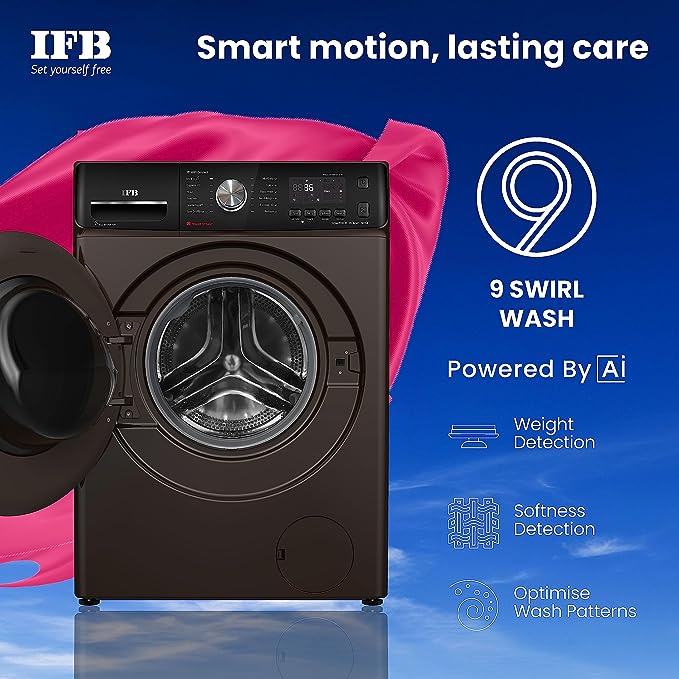 IFB
Set yourself free
Smart motion, lasting care
IFB
9
9 SWIRL
WASH
Powered By Ai
Weight
Detection
Softness
Detection
Optimise
Wash Patterns